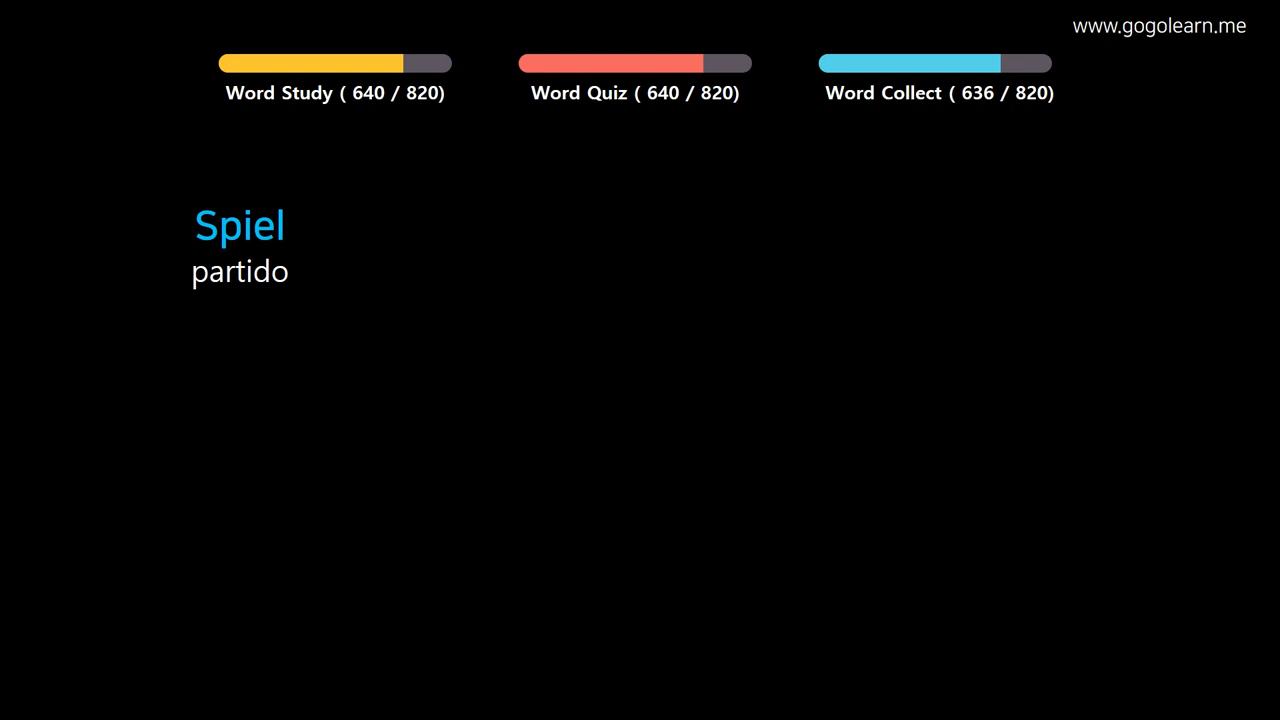 www.gogolearn.me
Word Study ( 640 / 820)
Word Quiz ( 640 / 820)
Word Collect ( 636 / 820)
Spiel
partido